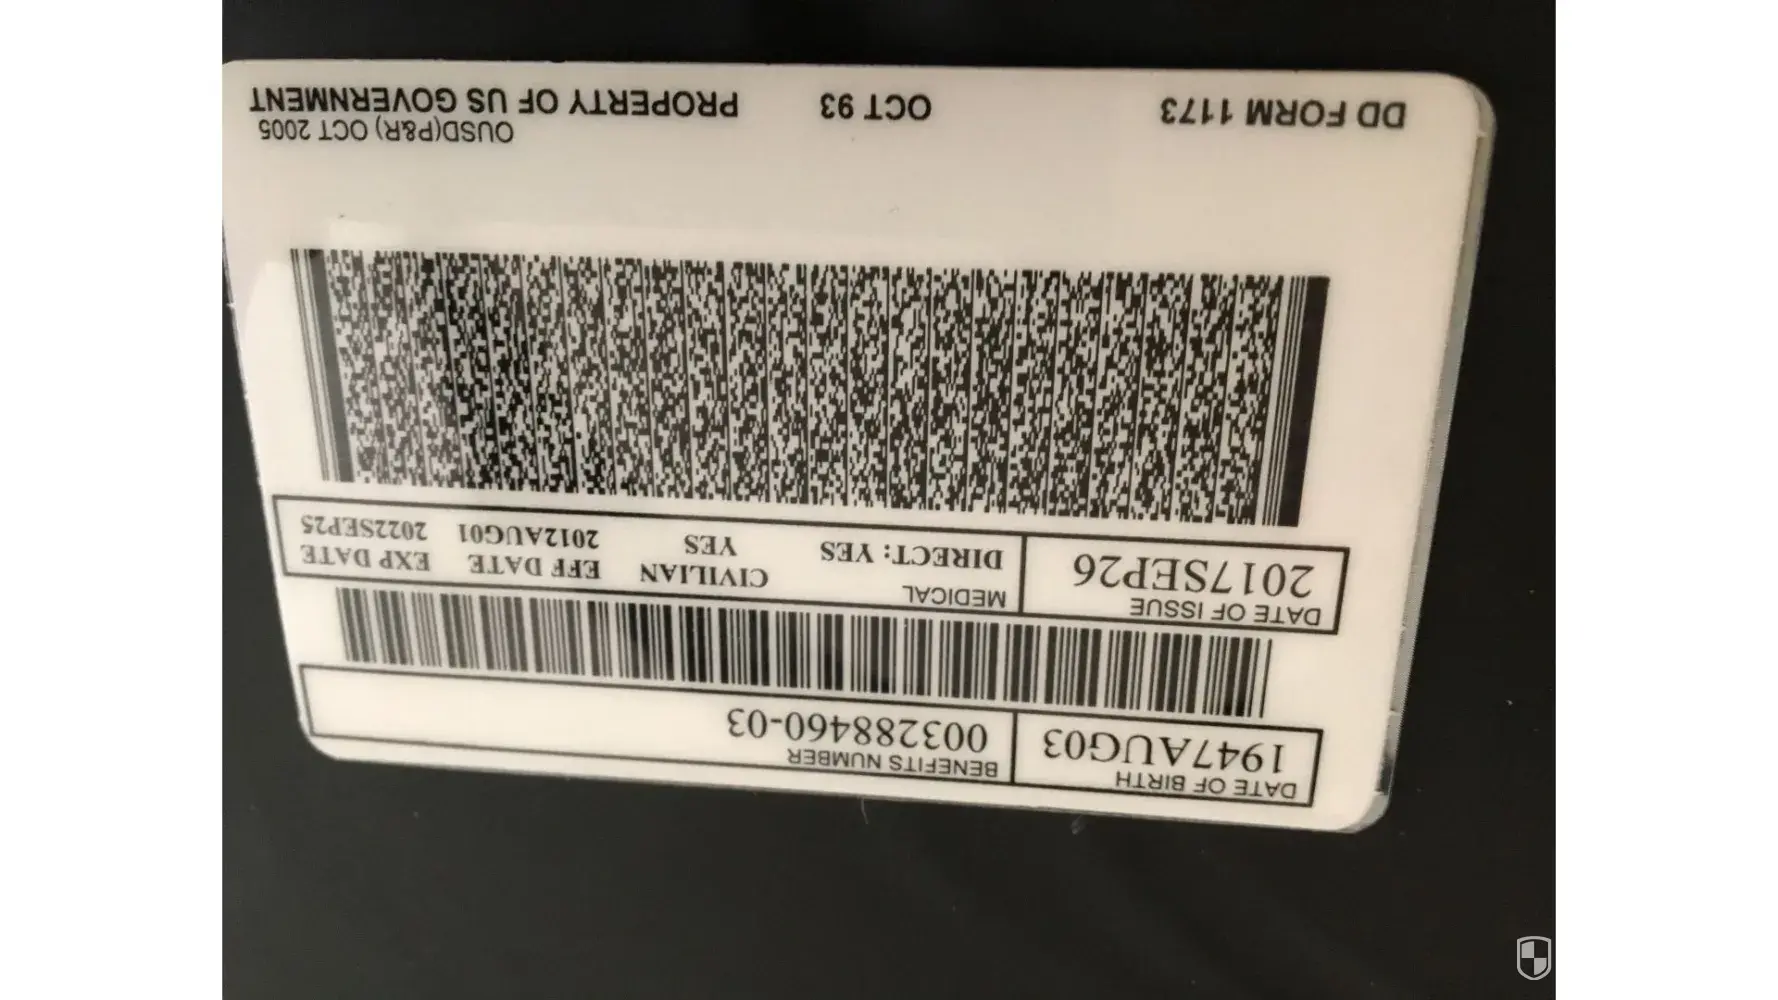 DATE OF BIRTH
1947AUG03
BENEFITS NUMBER
003288460-03
DATE OF ISSUE
2017SEP26
MEDICAL
DIRECT: YES
CIVILIAN
YES
EFF DATE
2012AUG01
EXP DATE
2022SEP25
DD FORM 1173 OCT 93 PROPERTY OF US GOVERNMENT
OUSD(P&R) OCT 2005